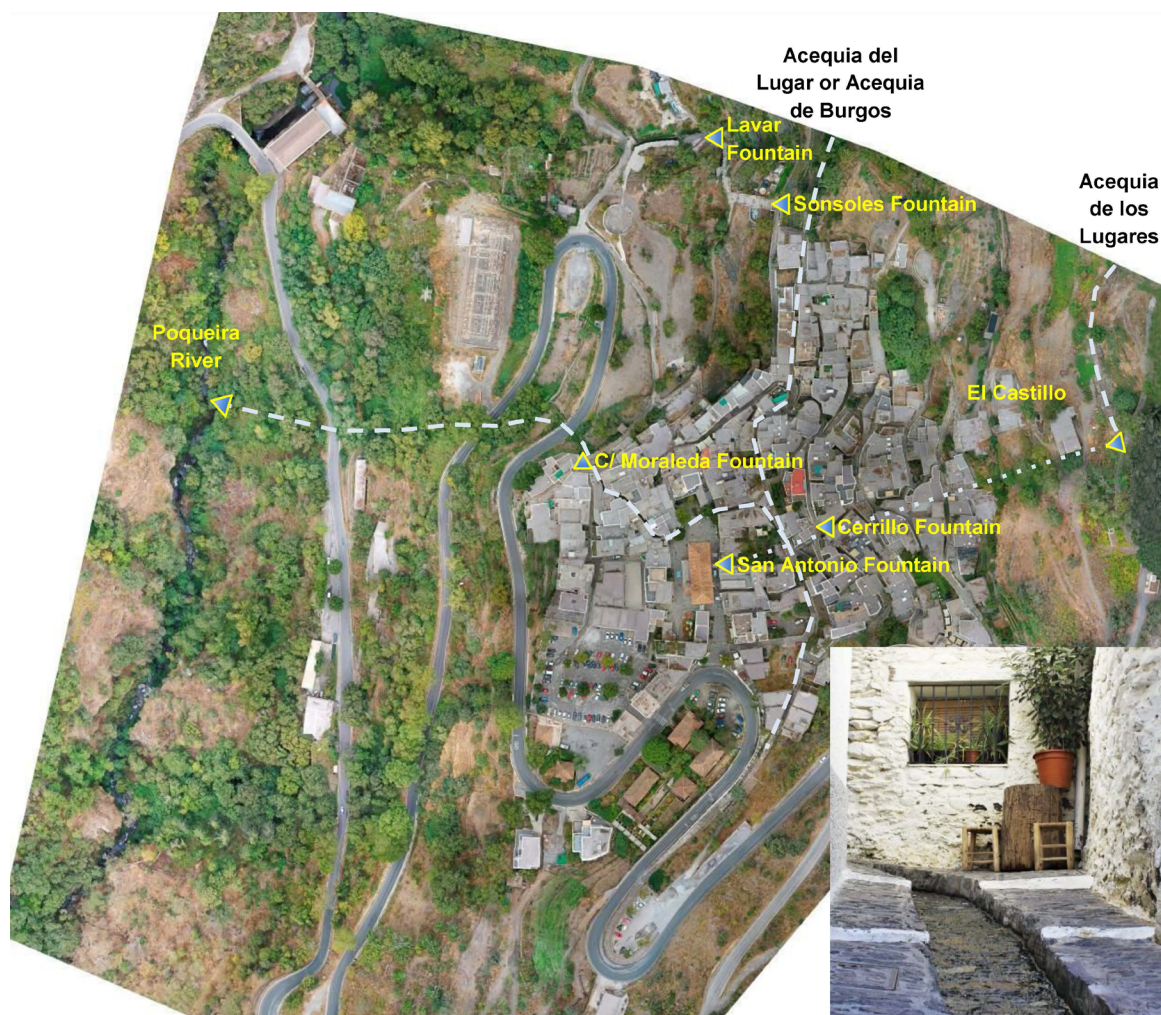 Acequia del
Lugar or Acequia
de Burgos
Lavar
Fountain
Acequia
de los
Lugares
Sonsoles Fountain
Poqueira
River
El Castillo
C/ Moraleda Fountain
Cerrillo Fountain
San Antonio Fountain